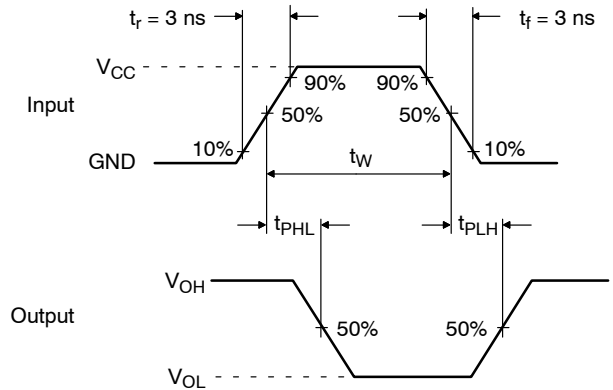 tr = 3 ns tf = 3 ns
VCC
90% 90%
Input
50% 50%
10% 10%
GND
tW
tPHL tPLH
VOH
Output
50% 50%
VOL